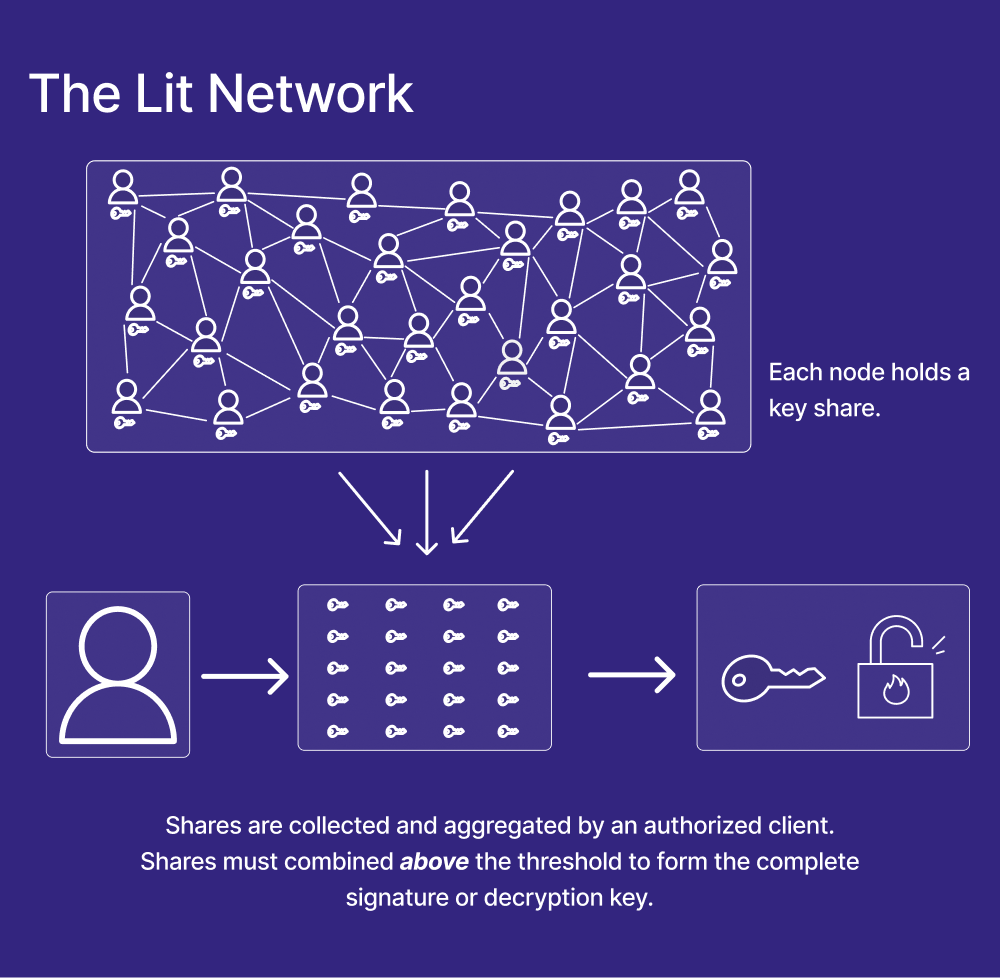 The Lit Network
Each node holds a
key share.
Shares are collected and aggregated by an authorized client.
Shares must combined above the threshold to form the complete
signature or decryption key.